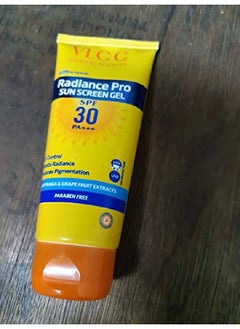 VLCC
NATURAL SCIENCES
Radiance Pro
SUN SCREEN GEL
SPF
30
PA+++
Control
Radiance
Pigmentation
& GRAPE FRUIT EXTRACTS
PARABEN FREE